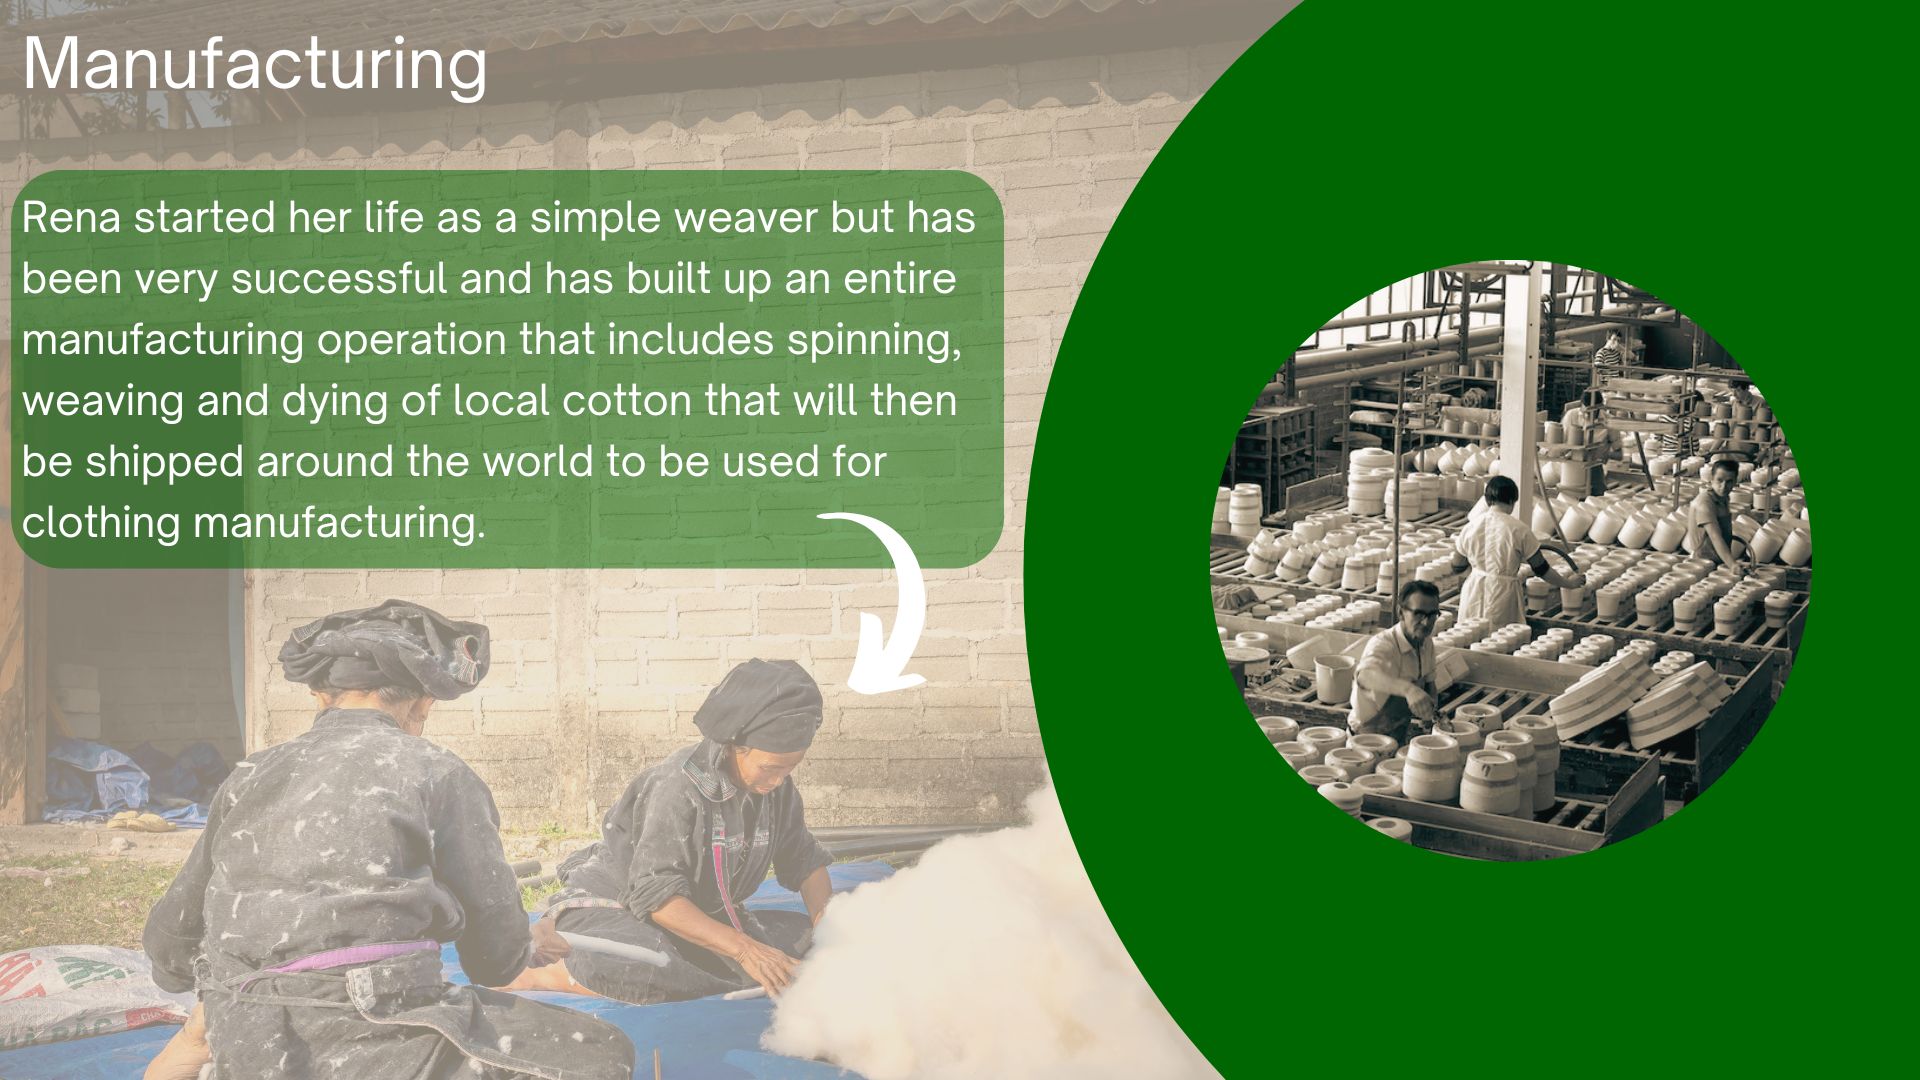 Manufacturing
Rena started her life as a simple weaver but has
been very successful and has built up an entire
manufacturing operation that includes spinning,
weaving and dying of local cotton that will then
be shipped around the world to be used for
clothing manufacturing.